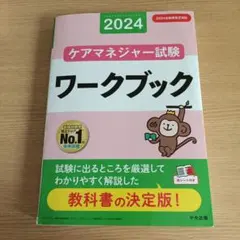 2024
ケアマネジャー試験
ワークブック
No.1
試験に出るところを厳選して
わかりやすく解説した
教科書の決定版！
中央法規